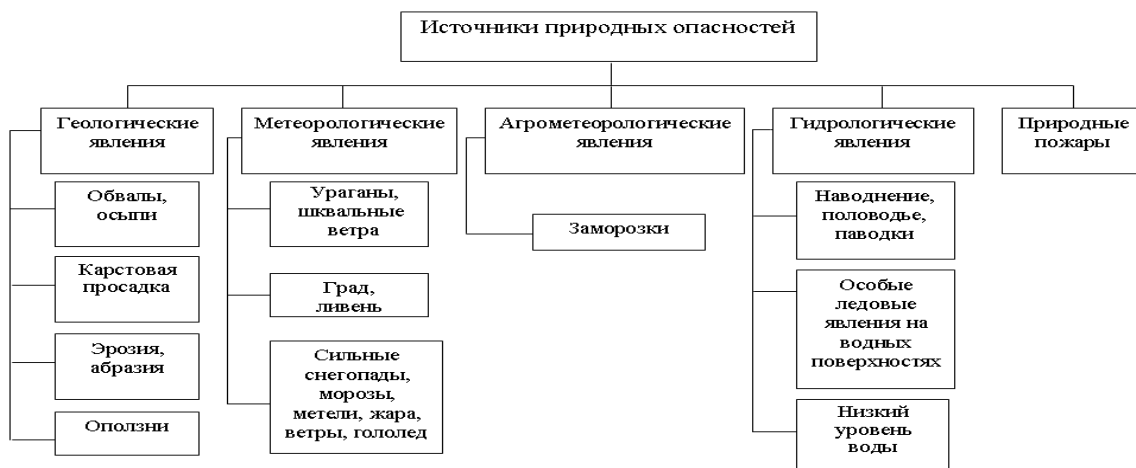 Источники природных опасностей
Геологические
явления
Метеорологические
явления
Агрометеорологические
явления
Гидрологические
явления
Природные
пожары
Обвалы,
осыпи
Карстовая
просадка
Эрозия,
абразия
Оползни
Ураганы,
шквальные
ветра
Град,
ливень
Сильные
снегопады,
морозы,
метели, жара,
ветры, гололед
Заморозки
Наводнение,
половодье,
паводки
Особые
ледовые
явления на
водных
поверхностях
Низкий
уровень
воды